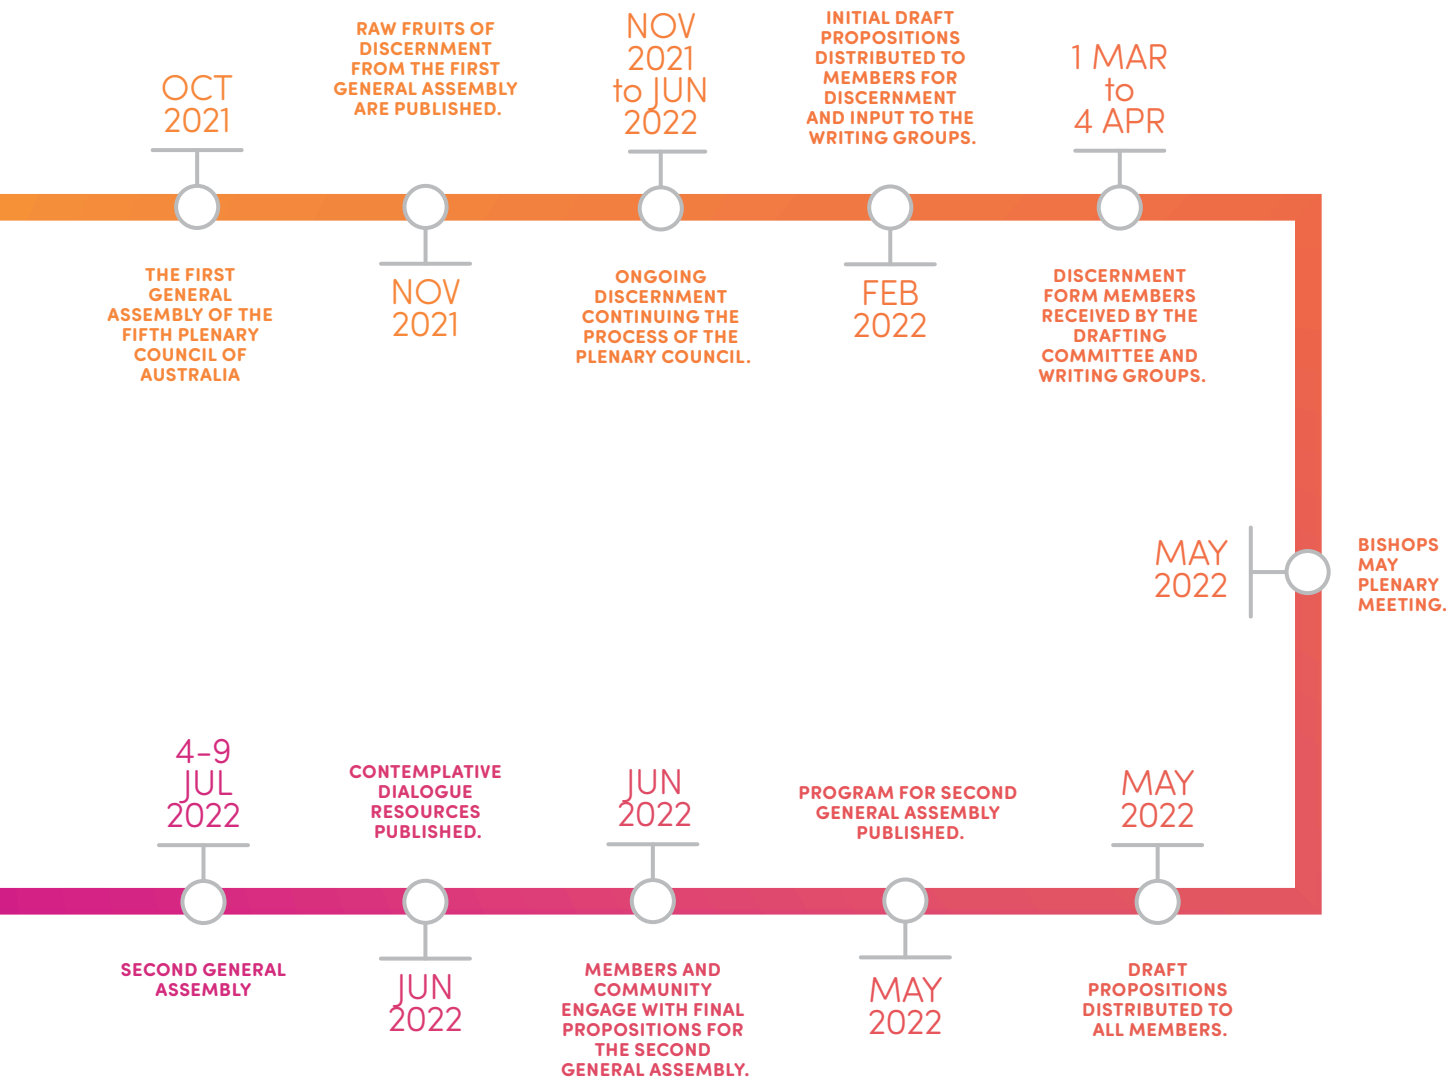 OCT
2021
THE FIRST
GENERAL
ASSEMBLY OF THE
FIFTH PLENARY
COUNCIL OF
AUSTRALIA
RAW FRUITS OF
DISCERNMENT
FROM THE FIRST
GENERAL ASSEMBLY
ARE PUBLISHED.
NOV
2021
NOV
2021
to JUN
2022
ONGOING
DISCERNMENT
CONTINUING THE
PROCESS OF THE
PLENARY COUNCIL.
INITIAL DRAFT
PROPOSITIONS
DISTRIBUTED TO
MEMBERS FOR
DISCERNMENT
AND INPUT TO THE
WRITING GROUPS.
FEB
2022
1 MAR
to
4 APR
DISCERNMENT
FORM MEMBERS
RECEIVED BY THE
DRAFTING
COMMITTEE AND
WRITING GROUPS.
MAY
2022
BISHOPS
MAY
PLENARY
MEETING.
MAY
2022
DRAFT
PROPOSITIONS
DISTRIBUTED TO
ALL MEMBERS.
PROGRAM FOR SECOND
GENERAL ASSEMBLY
PUBLISHED.
MAY
2022
JUN
2022
MEMBERS AND
COMMUNITY
ENGAGE WITH FINAL
PROPOSITIONS FOR
THE SECOND
GENERAL ASSEMBLY.
CONTEMPLATIVE
DIALOGUE
RESOURCES
PUBLISHED.
JUN
2022
4-9
JUL
2022
SECOND GENERAL
ASSEMBLY